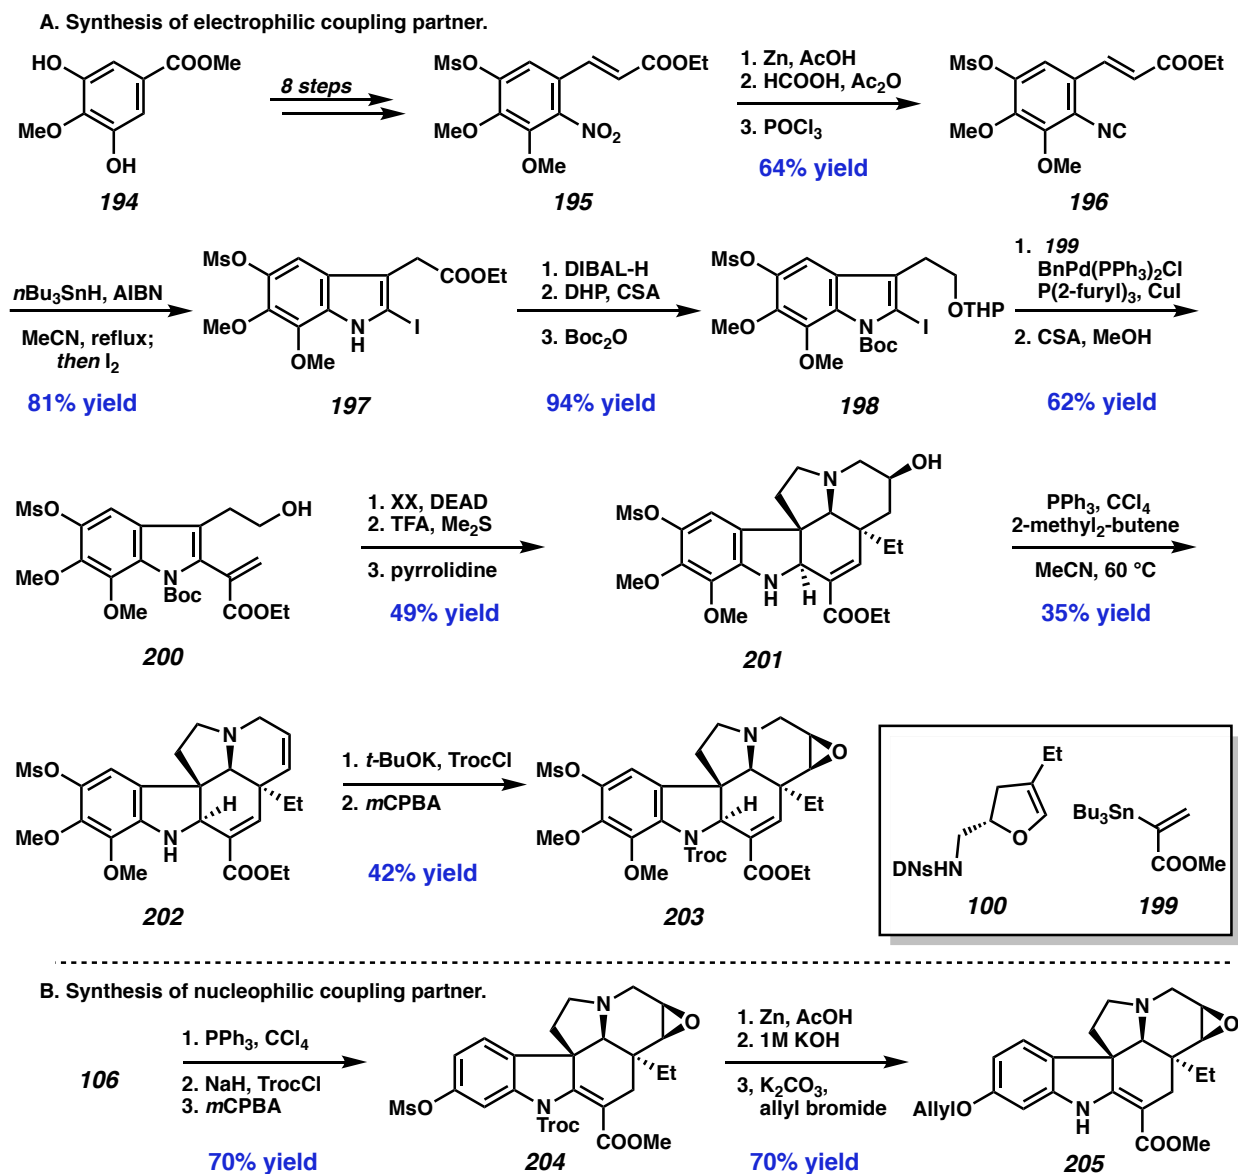 A. Synthesis of electrophilic coupling partner.
HO
COOMe
MeO
OH
194
8 steps
MsO
COOEt
MeO
NO2
OMe
195
1. Zn, AcOH
2. HCOOH, Ac2O
3. POCl3
64% yield
MsO
COOEt
MeO
NC
OMe
196
nBu3SnH, AIBN
MeCN, reflux;
then I2
81% yield
MsO
COOEt
MeO
N
H
I
OMe
197
1. DIBAL-H
2. DHP, CSA
3. Boc2O
94% yield
MsO
OTHP
MeO
N
I
Boc
OMe
198
1. 199
BnPd(PPh3)2Cl
P(2-furyl)3, CuI
2. CSA, MeOH
62% yield
MsO
OH
MeO
N
Boc
OMe
COOEt
200
1. XX, DEAD
2. TFA, Me2S
3. pyrrolidine
49% yield
N
OH
MsO
Et
MeO
N
H
H
OMe
COOEt
201
PPh3, CCl4
2-methyl2-butene
MeCN, 60 °C
35% yield
N
MsO
H
Et
MeO
N
H
OMe
COOEt
202
1. t-BuOK, TrocCl
2. mCPBA
42% yield
N
O
MsO
H
Et
MeO
N
Troc
OMe
COOEt
203
Et
O
DNsHN
100
Bu3Sn
COOMe
199
B. Synthesis of nucleophilic coupling partner.
106
1. PPh3, CCl4
2. NaH, TrocCl
3. mCPBA
70% yield
N
O
Et
MsO
N
Troc
COOMe
204
1. Zn, AcOH
2. 1M KOH
3, K2CO3,
allyl bromide
70% yield
N
O
Et
AllylO
N
H
COOMe
205